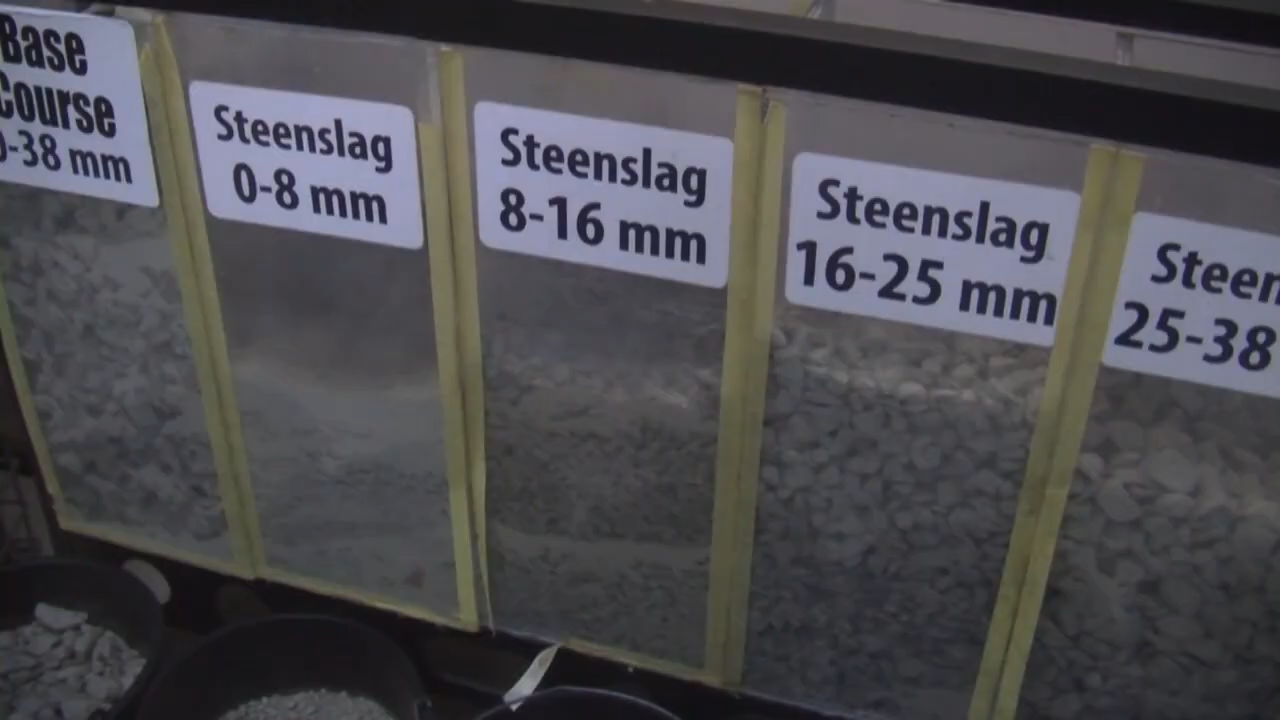 Base
Course
0-38 mm
Steenslag
0-8 mm
Steenslag
8-16 mm
Steenslag
16-25 mm
Steen
25-38